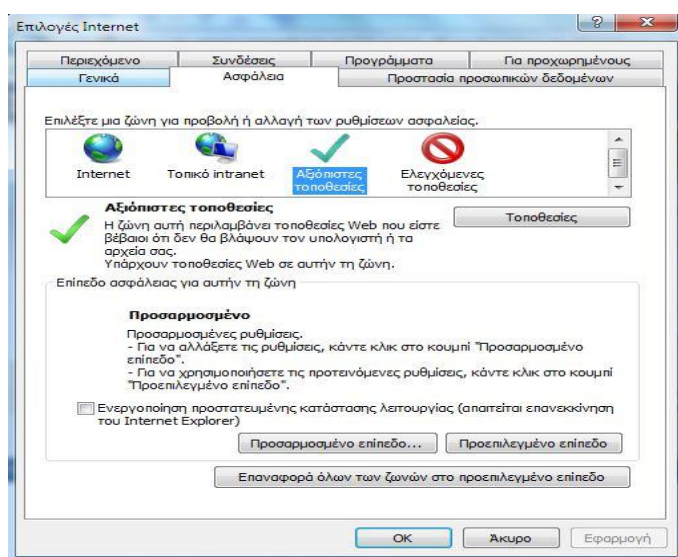 Επιλογές Internet
Περιεχόμενο Συνδέσεις Προγράμματα Για προχωρημένους
Γενικά Ασφάλεια Προστασία προσωπικών δεδομένων
Επιλέξτε μια ζώνη για προβολή ή αλλαγή των ρυθμίσεων ασφαλείας.
Internet Τοπικό intranet Αξιόπιστες τοποθεσίες Ελεγχόμενες τοποθεσίες
Αξιόπιστες τοποθεσίες
Τοποθεσίες
Η ζώνη αυτή περιλαμβάνει τοποθεσίες Web που είστε
βέβαιοι ότι δεν θα βλάψουν τον υπολογιστή ή τα
αρχεία σας.
Υπάρχουν τοποθεσίες Web σε αυτήν τη ζώνη.
Επίπεδο ασφάλειας για αυτήν τη ζώνη
Προσαρμοσμένο
Προσαρμοσμένες ρυθμίσεις.
- Για να αλλάξετε τις ρυθμίσεις, κάντε κλικ στο κουμπί "Προσαρμοσμένο
επίπεδο".
- Για να χρησιμοποιήσετε τις προτεινόμενες ρυθμίσεις, κάντε κλικ στο κουμπί
"Προεπιλεγμένο επίπεδο".
Ενεργοποίηση προστατευμένης κατάστασης λειτουργίας (απαιτείται επανεκκίνηση
του Internet Explorer)
Προσαρμοσμένο επίπεδο... Προεπιλεγμένο επίπεδο
Επαναφορά όλων των ζωνών στο προεπιλεγμένο επίπεδο
OK Άκυρο Εφαρμογή